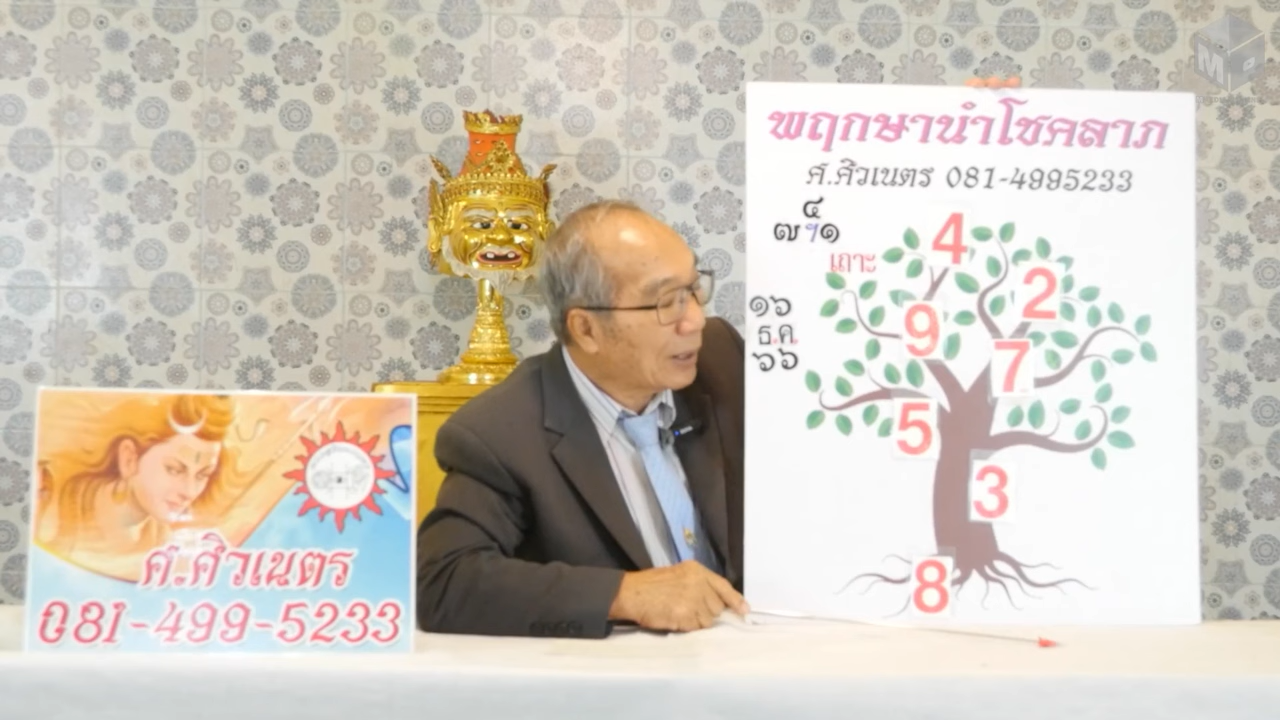 พฤกษานำโชคลาภ
ศ.ศิวเนตร 081-4995233
๔
๗ ฯ ๑
เถาะ
๑๖
ธ.ค.
๖๖
4
2
9
7
5
3
8
ศ.ศิวเนตร
081-499-5233